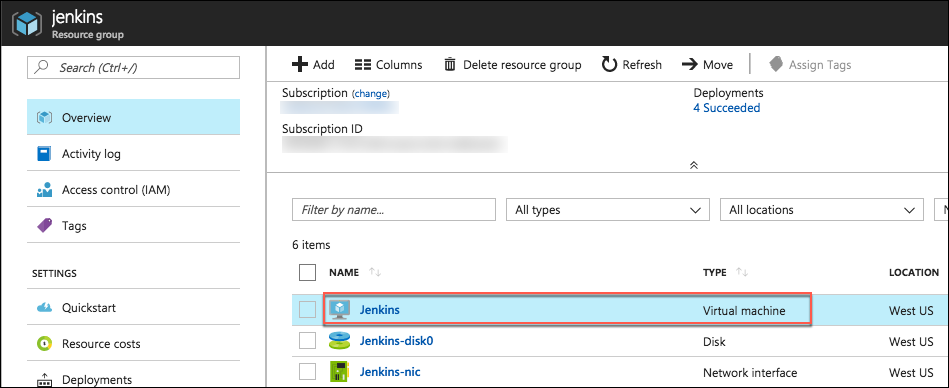 jenkins
Resource group
Search (Ctrl+/)
Overview
Activity log
Access control (IAM)
Tags
SETTINGS
Quickstart
Resource costs
Deployments
Add Columns Delete resource group Refresh Move Assign Tags
Subscription (change) Deployments
4 Succeeded
Subscription ID
Filter by name... All types All locations
6 items
NAME TYPE LOCATION
Jenkins Virtual machine West US
Jenkins-disk0 Disk West US
Jenkins-nic Network interface West US